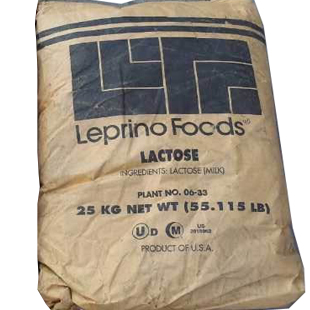 Leprino Foods
LACTOSE
INGREDIENTS: LACTOSE (MILK)
PLANT NO. 06-33
25 KG NET WT (55.115 LB)
U D M US
PRODUCT OF U.S.A.